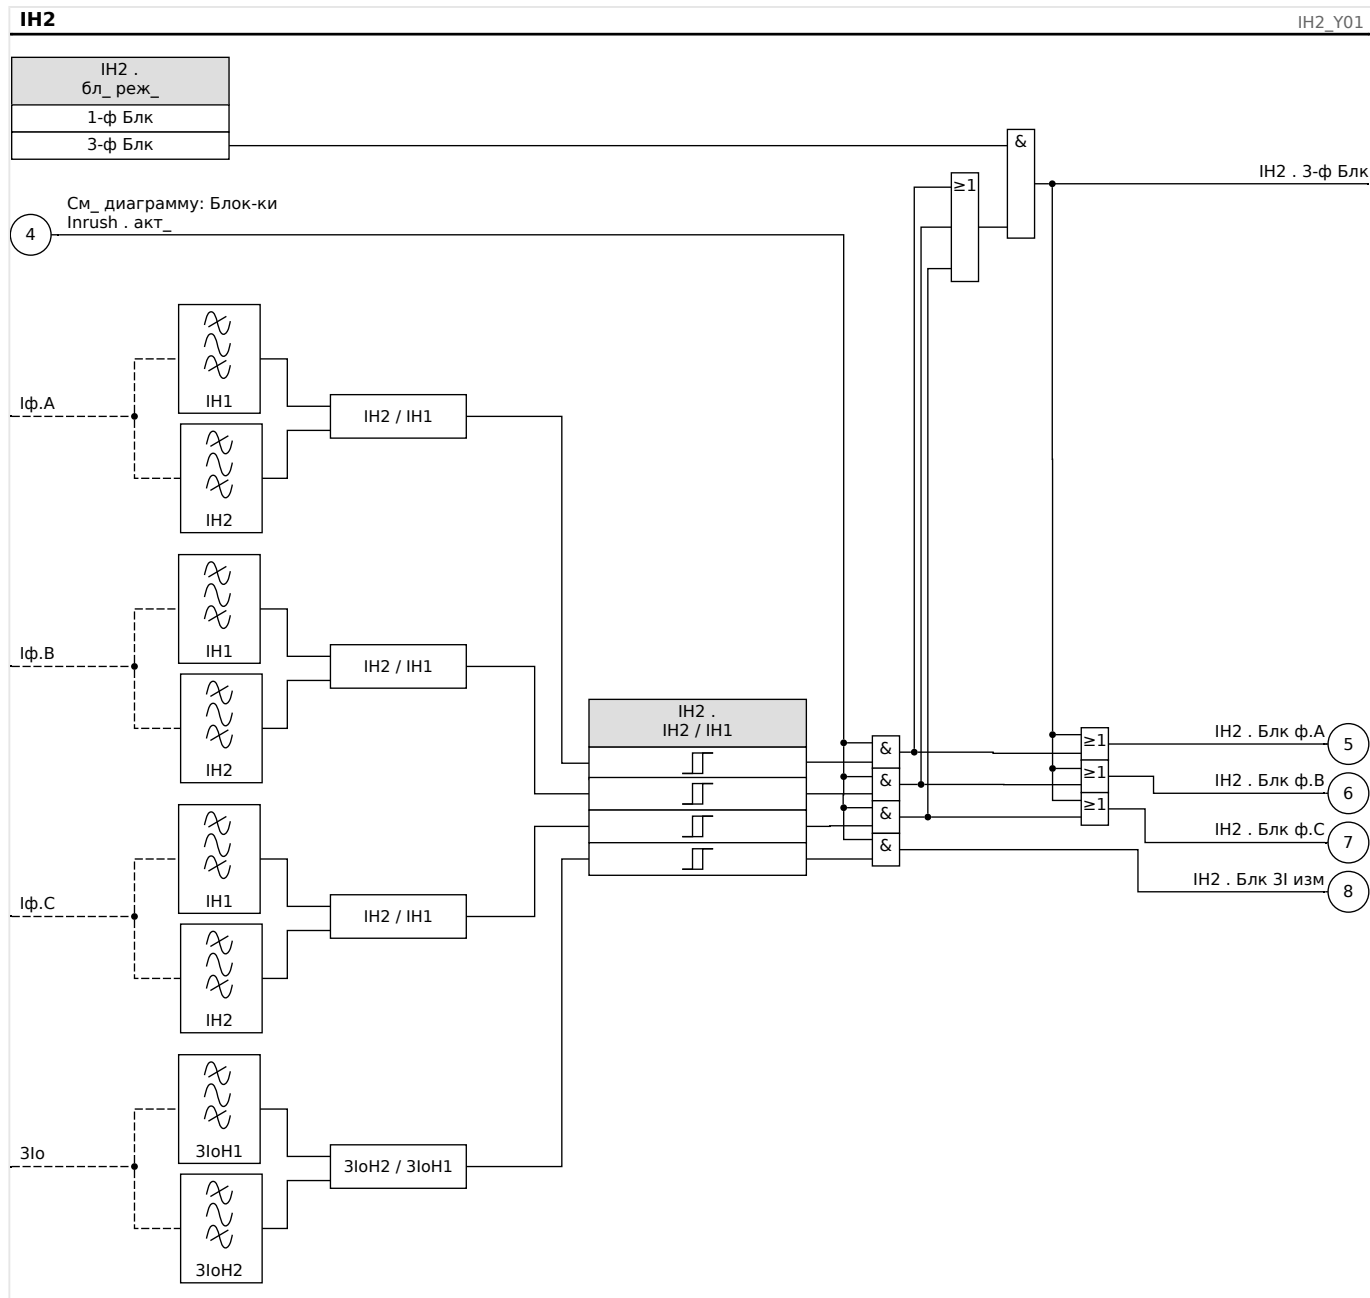 IH2
IH2_Y01
IH2 .
бл_ реж_
1-ф Блк
3-ф Блк
&
IH2 . 3-ф Блк
≥1
См_ диаграмму: Блок-ки
Inrush . акт_
4
IH1
Iф.A
IH2 / IH1
IH2
IH1
Iф.B
IH2 / IH1
IH2
IH2 .
IH2 / IH1
&
&
&
&
≥1
≥1
≥1
IH2 . Блк ф.A
5
IH2 . Блк ф.B
6
IH2 . Блк ф.C
7
IH2 . Блк 3I изм
8
IH1
Iф.C
IH2 / IH1
IH2
3IoH1
3Io
3IoH2 / 3IoH1
3IoH2